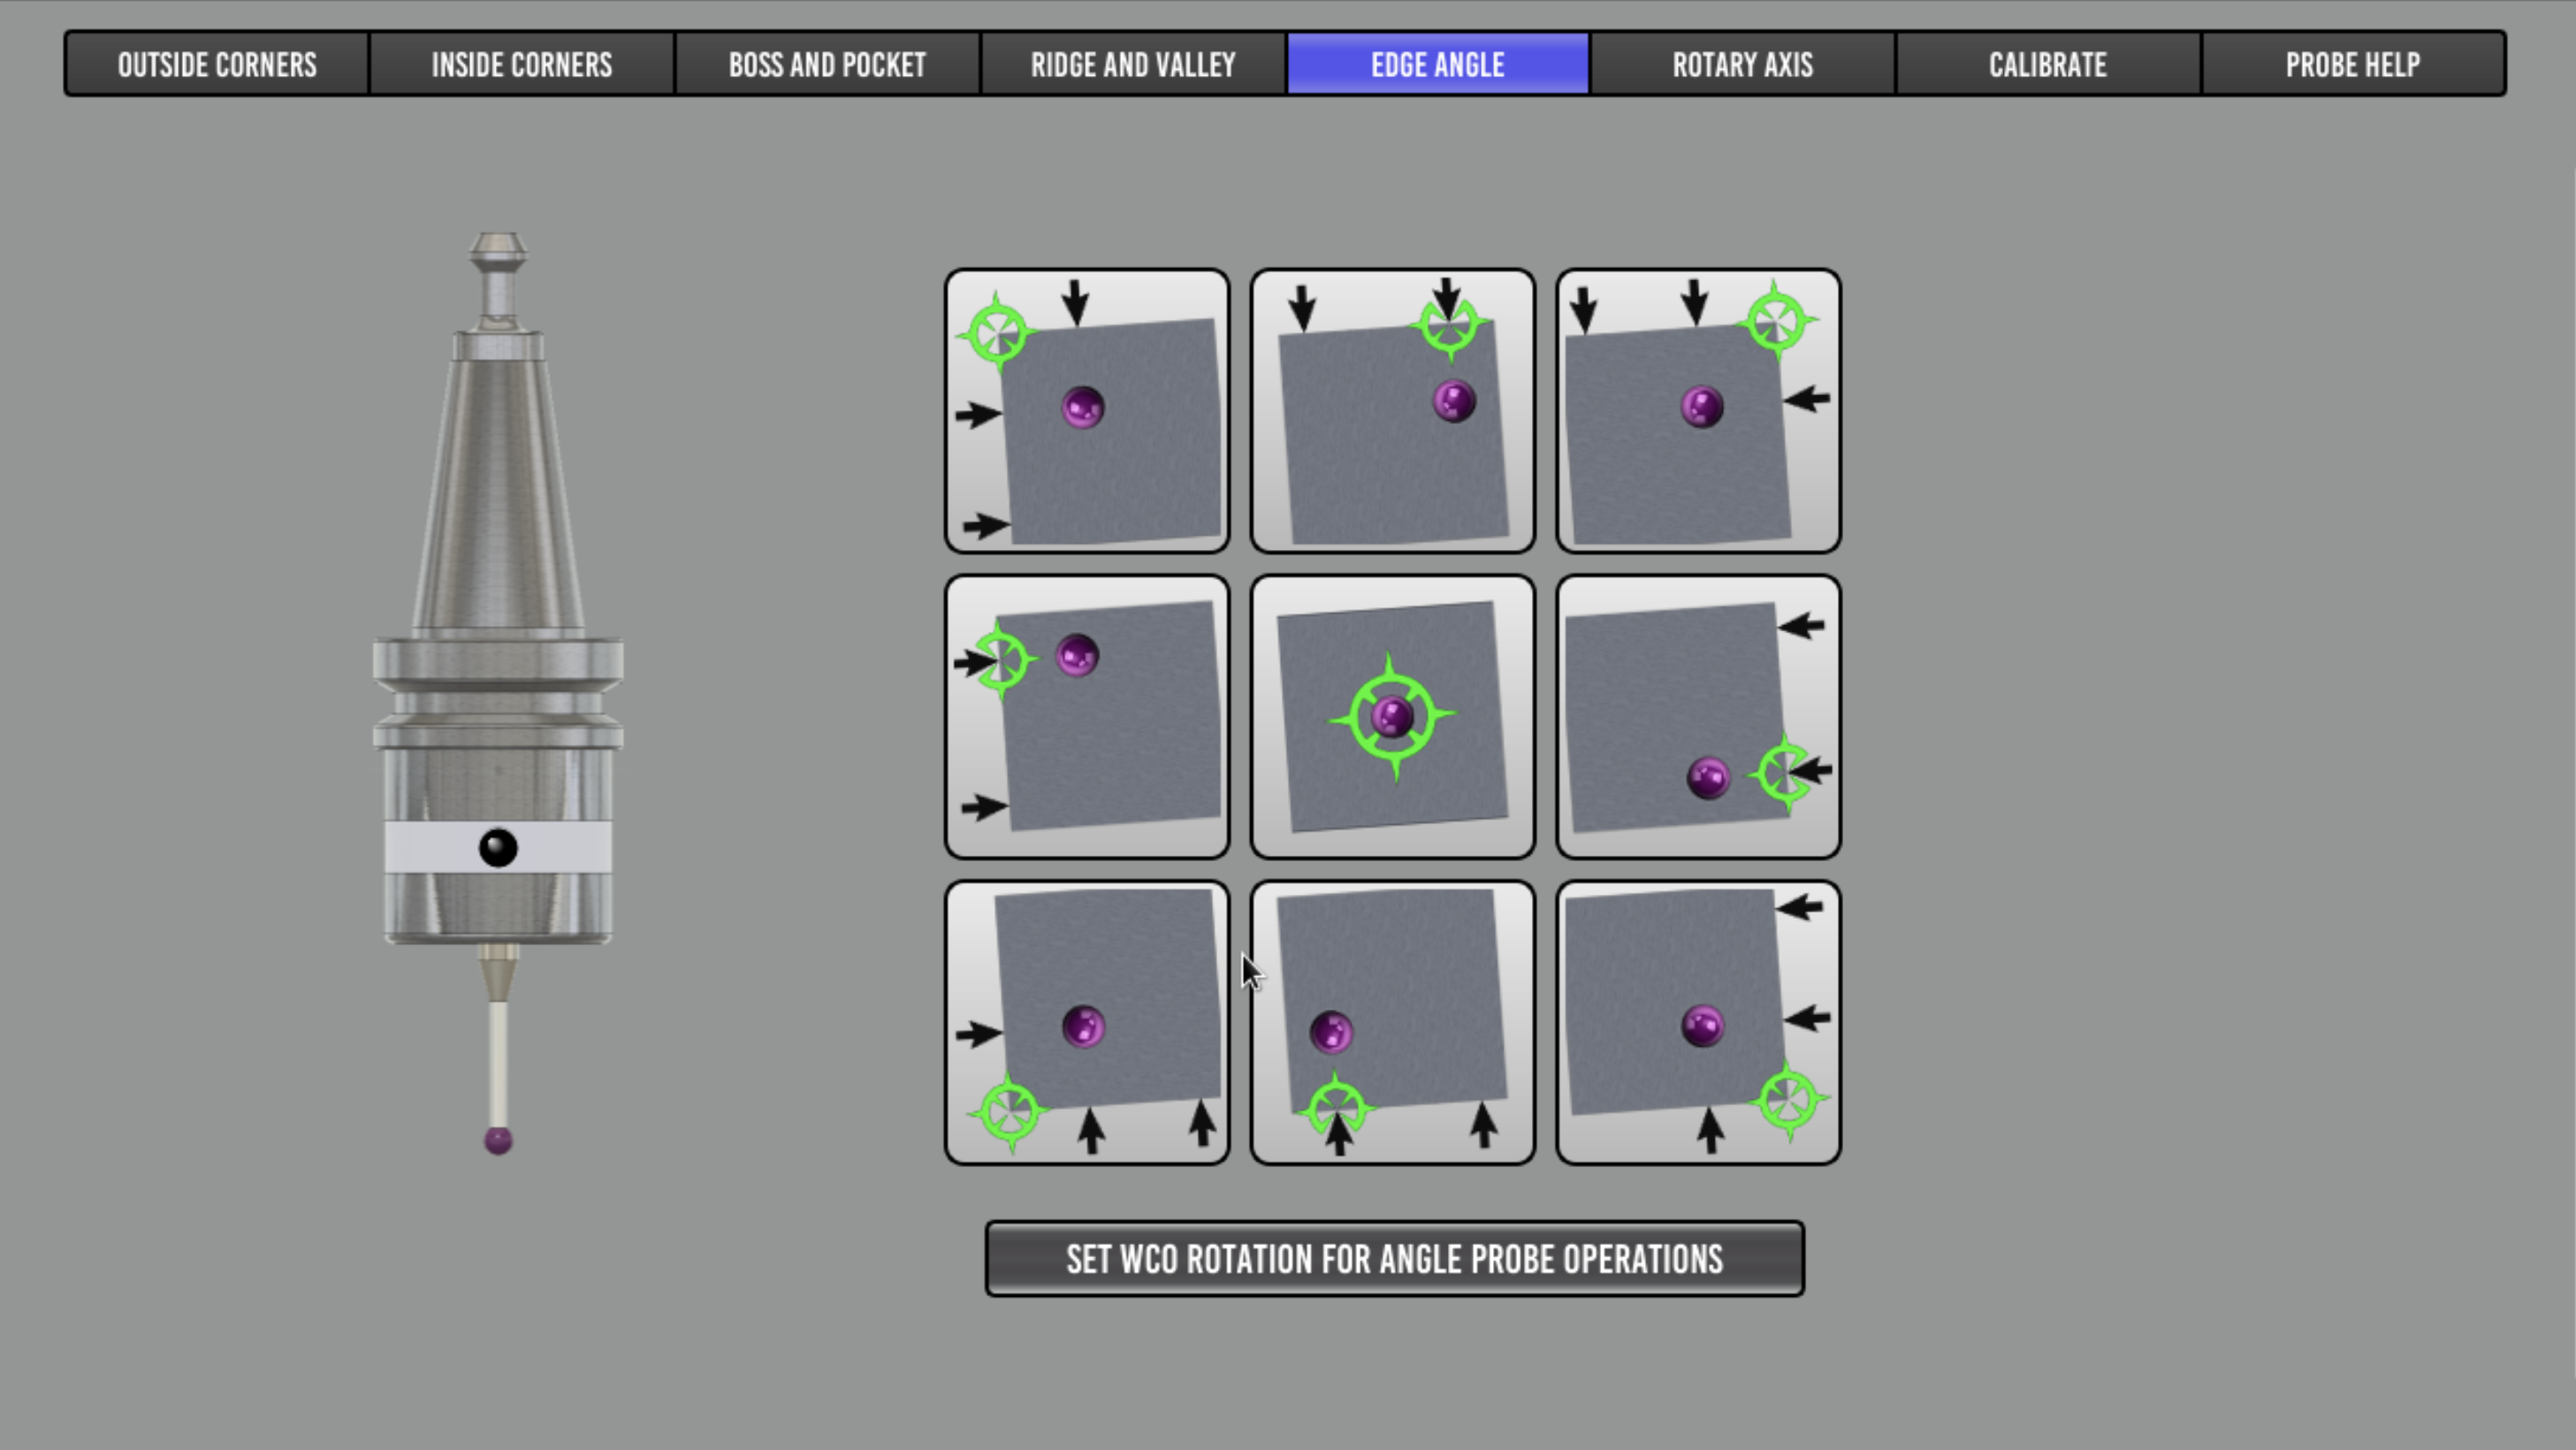 OUTSIDE CORNERS
INSIDE CORNERS
BOSS AND POCKET
RIDGE AND VALLEY
EDGE ANGLE
ROTARY AXIS
CALIBRATE
PROBE HELP
SET WCO ROTATION FOR ANGLE PROBE OPERATIONS